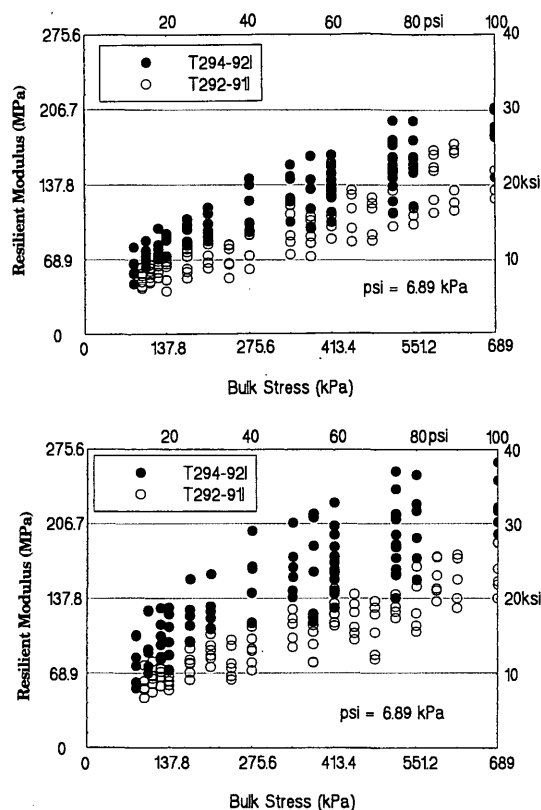 20 40 60 80 psi 100
275.6 40
T294-92I
T292-91I
206.7 30
137.8 20ksi
68.9 10
psi = 6.89 kPa
0
0 137.8 275.6 413.4 551.2 689
Resilient Modulus (MPa)
Bulk Stress (kPa)
20 40 60 80psi 100
275.6 40
T294-92I
T292-91I
206.7 30
137.8 20ksi
68.9 10
psi = 6.89 kPa
0
0 137.8 275.6 413.4 551.2 689
Resilient Modulus (MPa)
Bulk Stress (kPa)